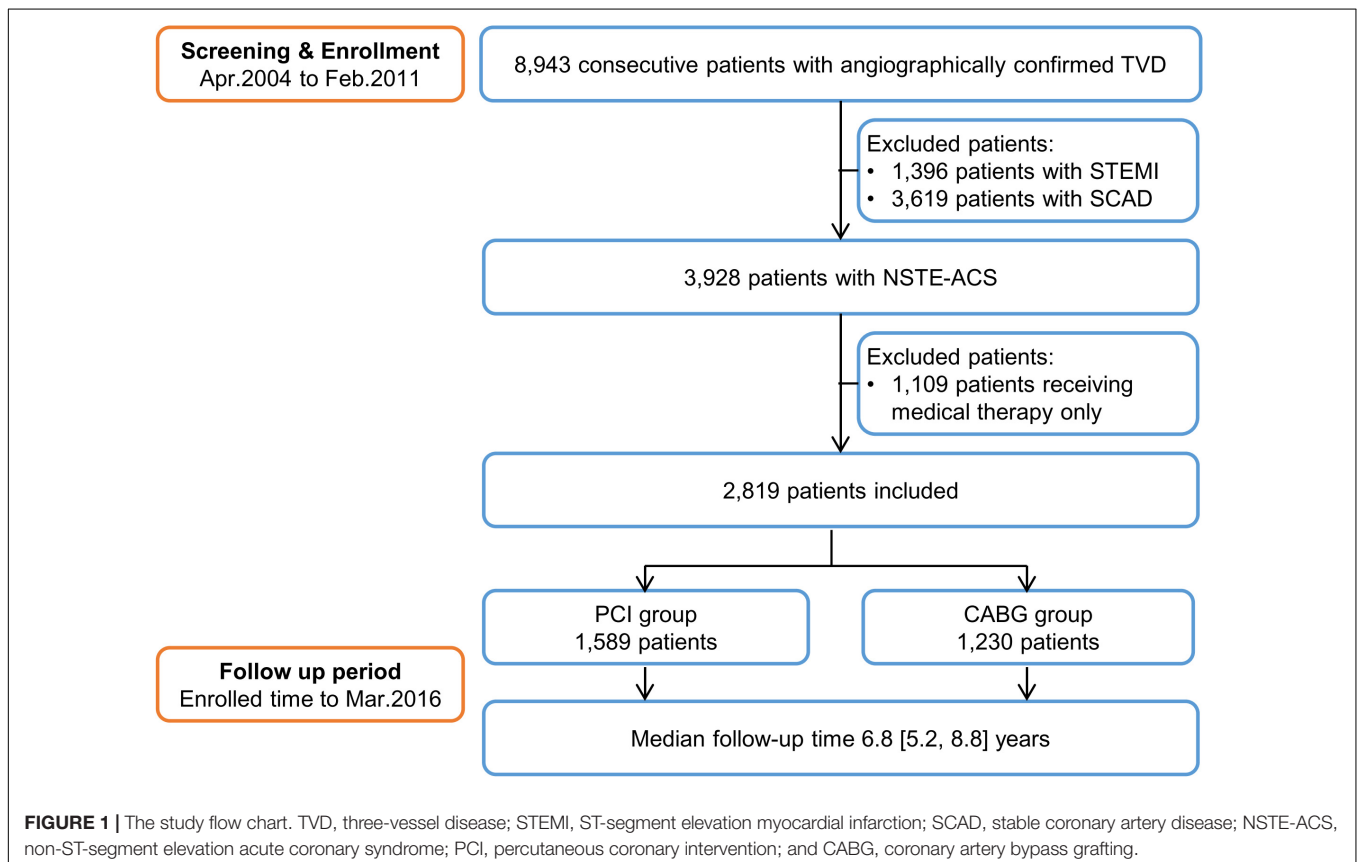 Screening & Enrollment
Apr.2004 to Feb.2011
8,943 consecutive patients with angiographically confirmed TVD
Excluded patients:
• 1,396 patients with STEMI
• 3,619 patients with SCAD
3,928 patients with NSTE-ACS
Excluded patients:
• 1,109 patients receiving
medical therapy only
2,819 patients included
PCI group
1,589 patients
CABG group
1,230 patients
Follow up period
Enrolled time to Mar.2016
Median follow-up time 6.8 [5.2, 8.8] years
FIGURE 1 | The study flow chart. TVD, three-vessel disease; STEMI, ST-segment elevation myocardial infarction; SCAD, stable coronary artery disease; NSTE-ACS,
non-ST-segment elevation acute coronary syndrome; PCI, percutaneous coronary intervention; and CABG, coronary artery bypass grafting.